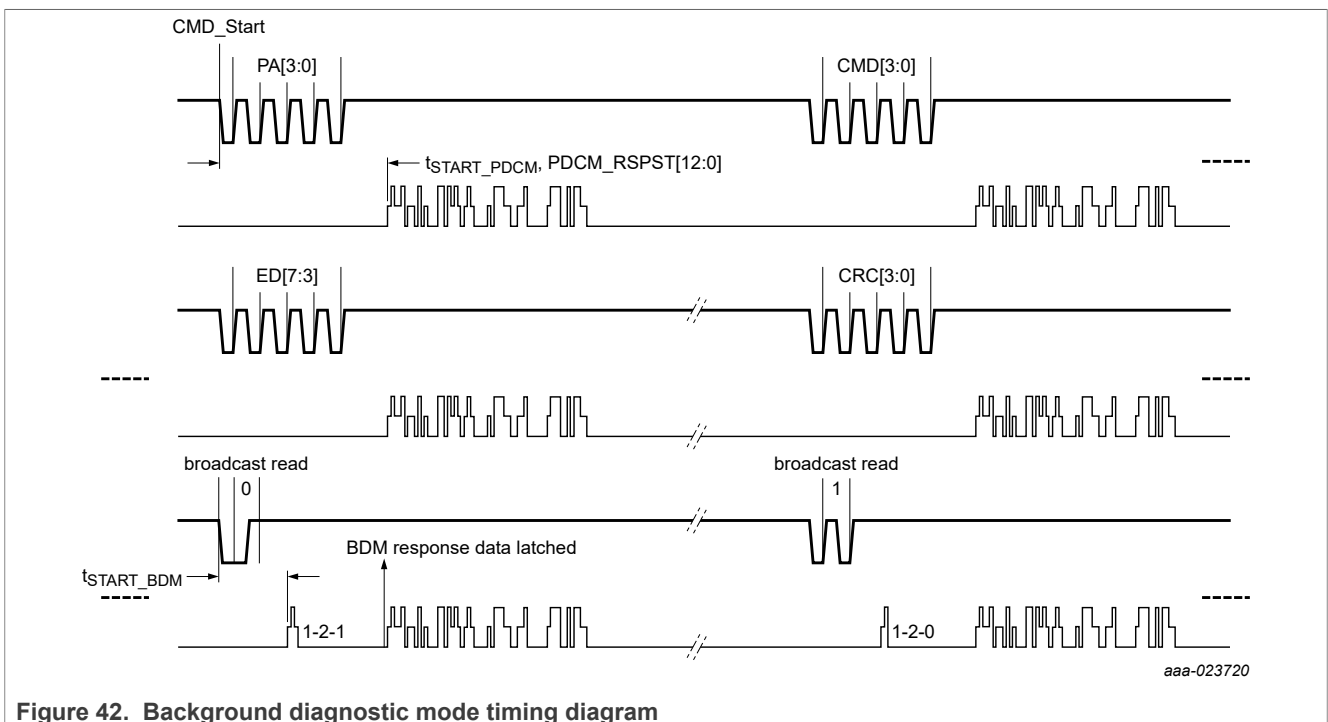 CMD_Start
PA[3:0]
CMD[3:0]
tSTART_PDCM, PDCM_RSPST[12:0]
ED[7:3]
CRC[3:0]
broadcast read
broadcast read
0
1
BDM response data latched
tSTART_BDM
1-2-1
1-2-0
aaa-023720
Figure 42. Background diagnostic mode timing diagram